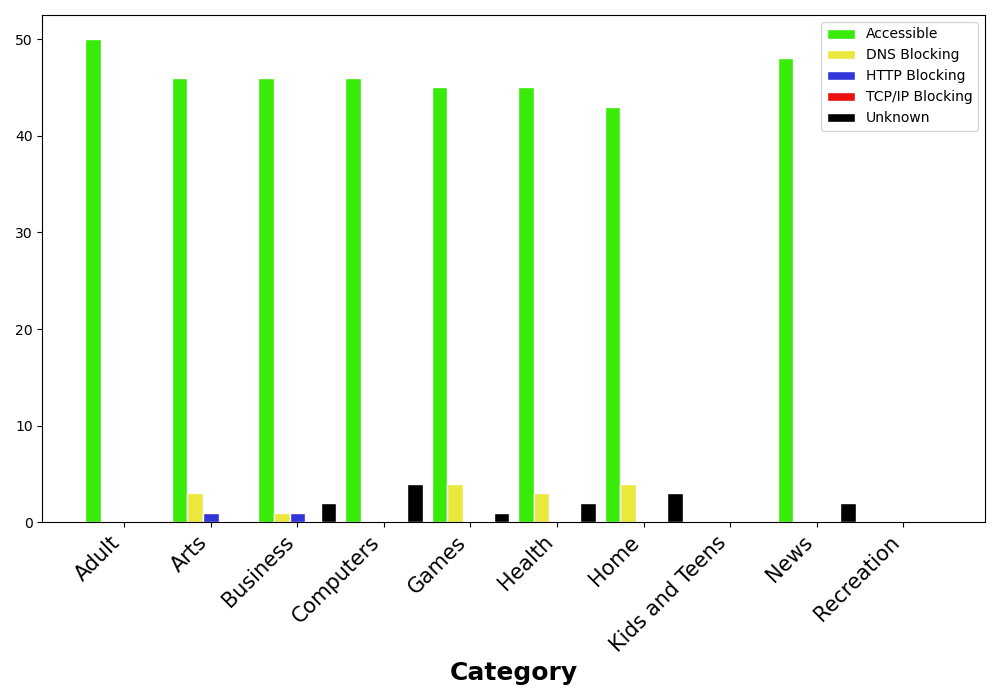 50
40
30
20
10
0
Accessible
DNS Blocking
HTTP Blocking
TCP/IP Blocking
Unknown
Adult
Arts
Business
Computers
Games
Health
Home
Kids and Teens
News
Recreation
Category